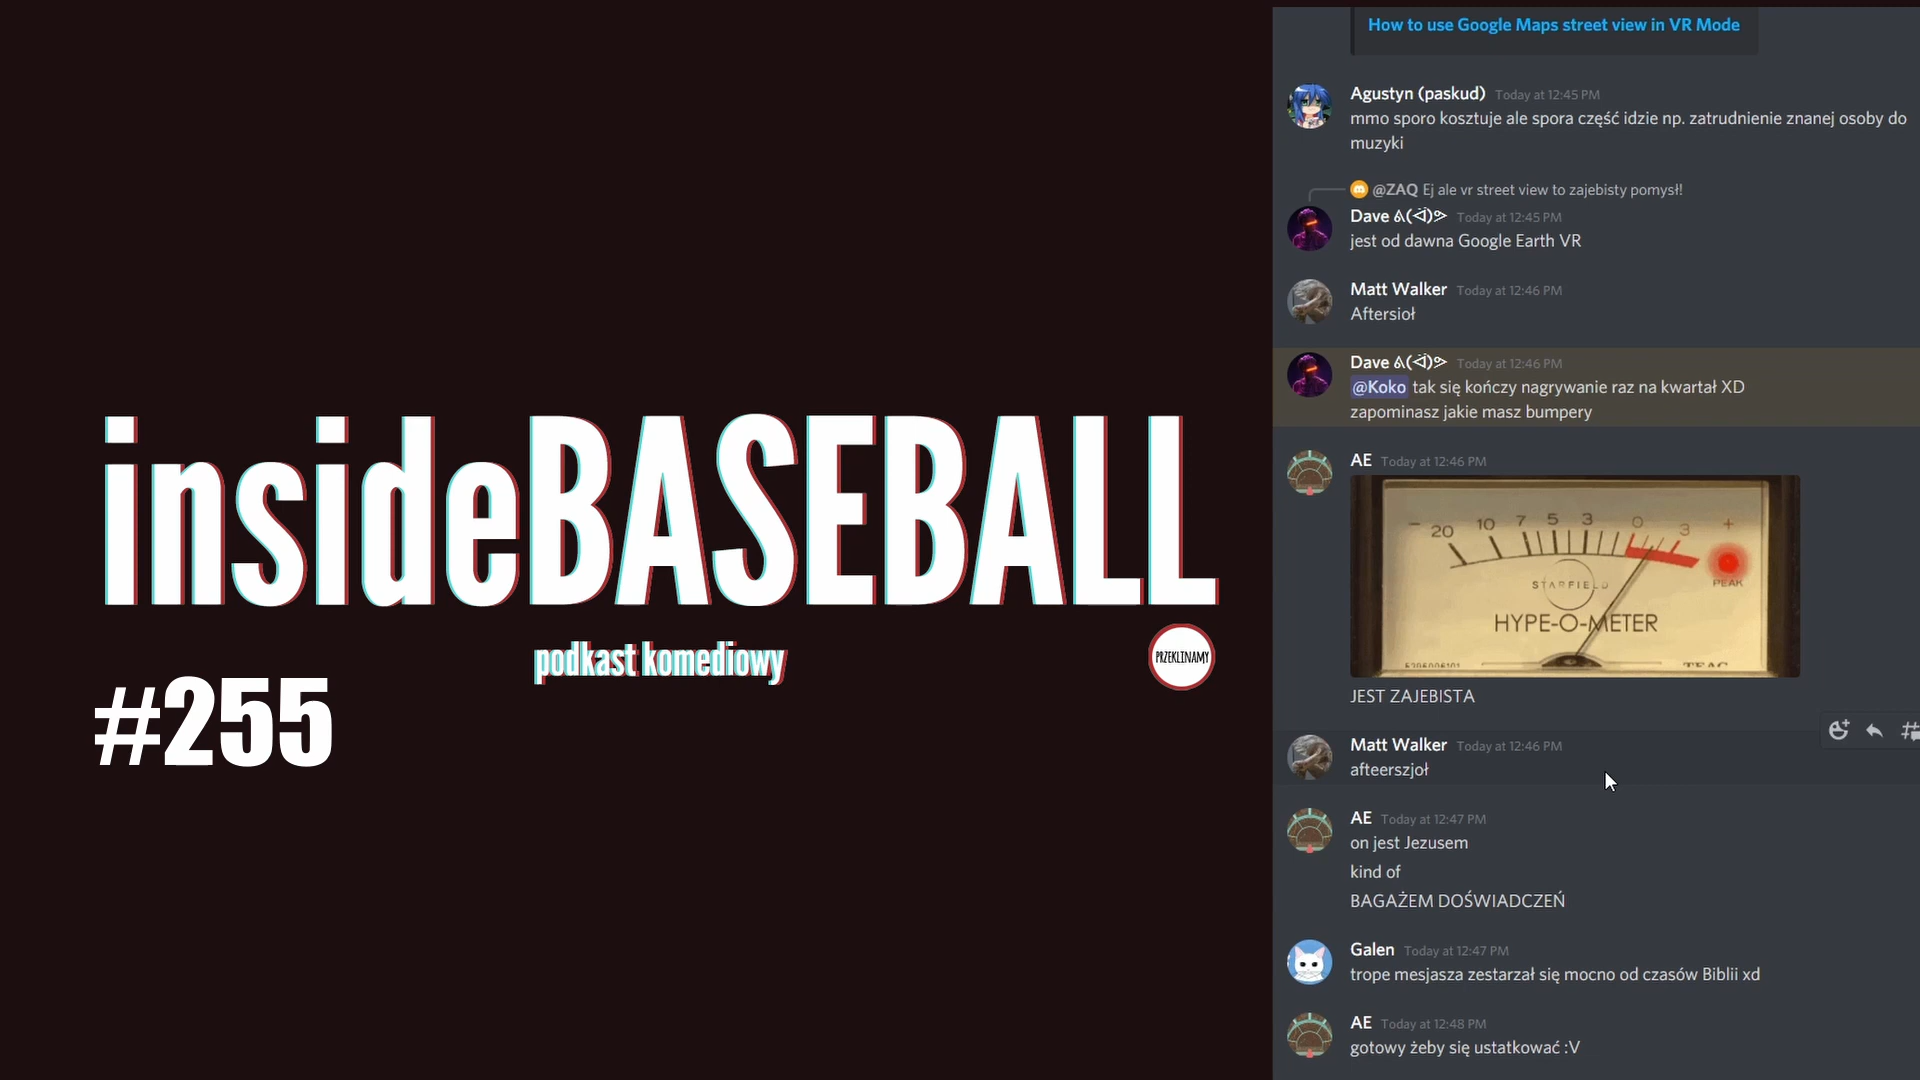 insideBASEBALL
podkast komediowy
PRZEKLINAMY
#255
How to use Google Maps street view in VR Mode
Agustyn (paskud) Today at 12:45 PM
mmo sporo kosztuje ale spora część idzie np. zatrudnienie znanej osoby do
muzyki
@ZAQ Ej ale vr street view to zajebisty pomysł!
Dave Today at 12:45 PM
jest od dawna Google Earth VR
Matt Walker Today at 12:46 PM
Aftersioł
Dave Today at 12:46 PM
@Koko tak się kończy nagrywanie raz na kwartał XD
zapominasz jakie masz bumpery
AE Today at 12:46 PM
- 20 10 7 5 3 0 3 +
PEAK
STARFIELD
HYPE-O-METER
TEAC
JEST ZAJEBISTA
Matt Walker Today at 12:46 PM
afteerszjoł
AE Today at 12:47 PM
on jest Jezusem
kind of
BAGAŻEM DOŚWIADCZEŃ
Galen Today at 12:47 PM
trope mesjasza zestarzał się mocno od czasów Biblii xd
AE Today at 12:48 PM
gotowy żeby się ustatkować :V